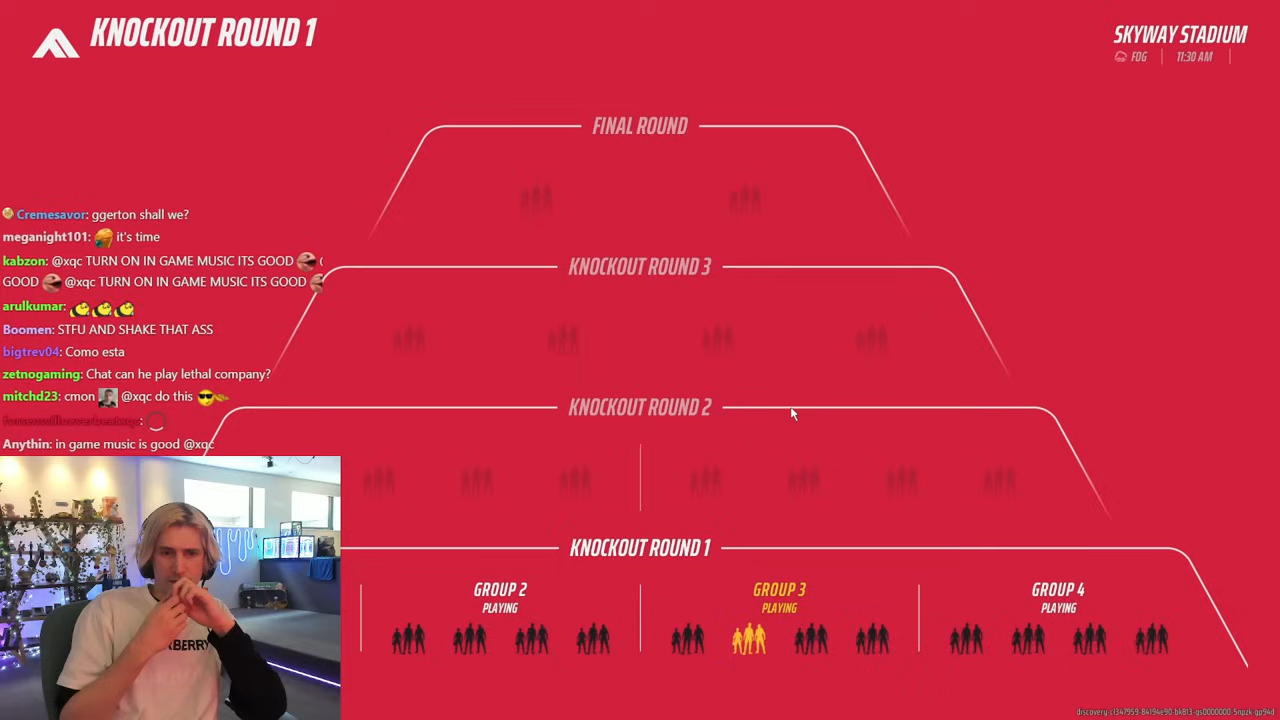 KNOCKOUT ROUND 1
SKYWAY STADIUM
FOG
11:30 AM
FINAL ROUND
Cremesavor: ggerton shall we?
meganight101: it's time
kabzon: @xqc TURN ON IN GAME MUSIC ITS GOOD
GOOD @xqc TURN ON IN GAME MUSIC ITS GOOD
KNOCKOUT ROUND 3
arulkumar:
Boomen: STFU AND SHAKE THAT ASS
bigtrev04: Como esta
zetnogaming: Chat can he play lethal company?
mitchd23: cmon @xqc do this
KNOCKOUT ROUND 2
Anythin: in game music is good @xqc
KNOCKOUT ROUND 1
GROUP 2
PLAYING
GROUP 3
PLAYING
GROUP 4
PLAYING